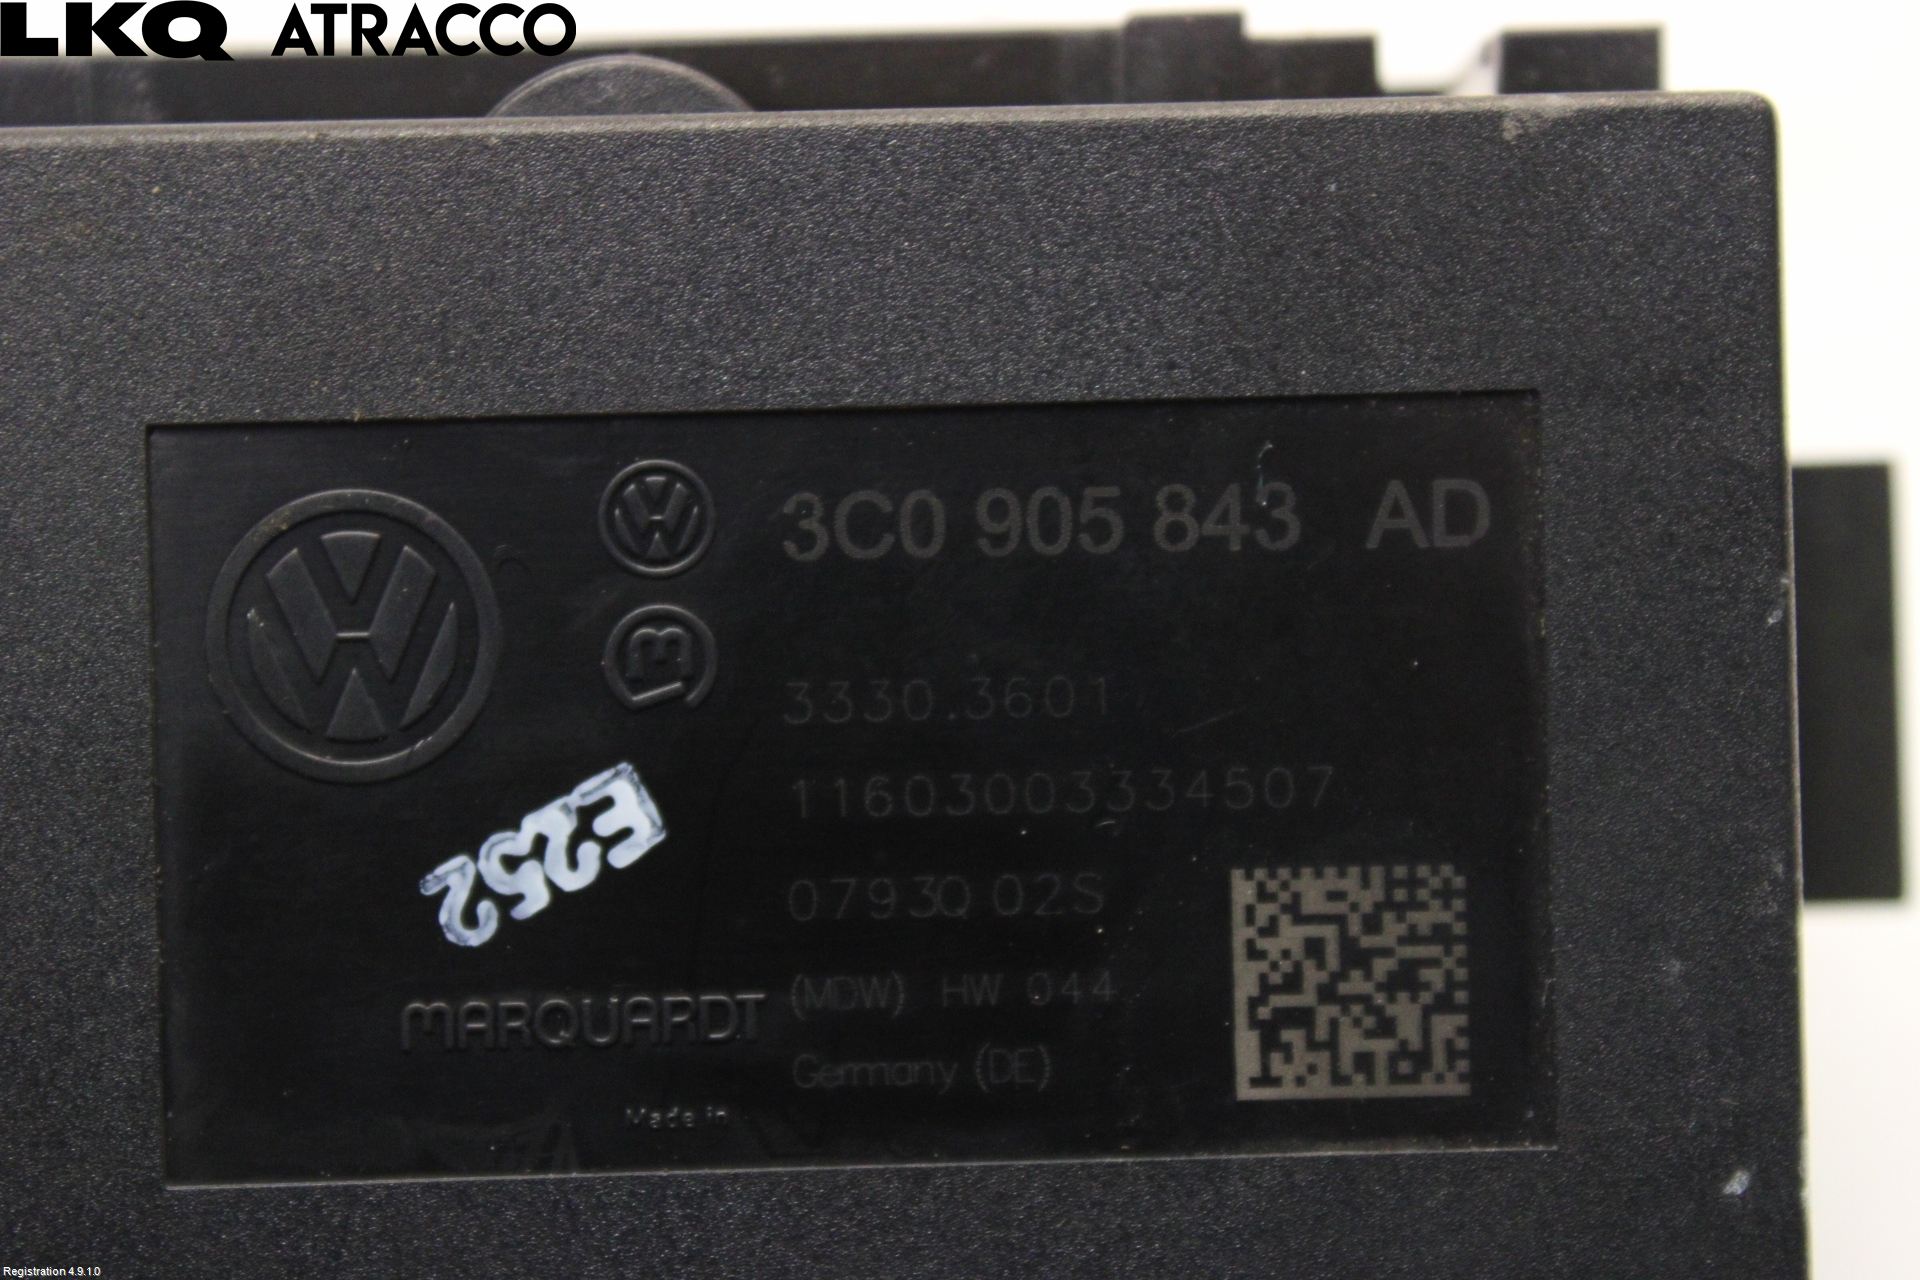 LKQ ATRACCO
3C0 905 843 AD
3330.3601
11603003334507
0793Q 02S
E252
MARQUARDT
(MDW) HW 044
Germany (DE)
Made in
Registration 4.9.1.0